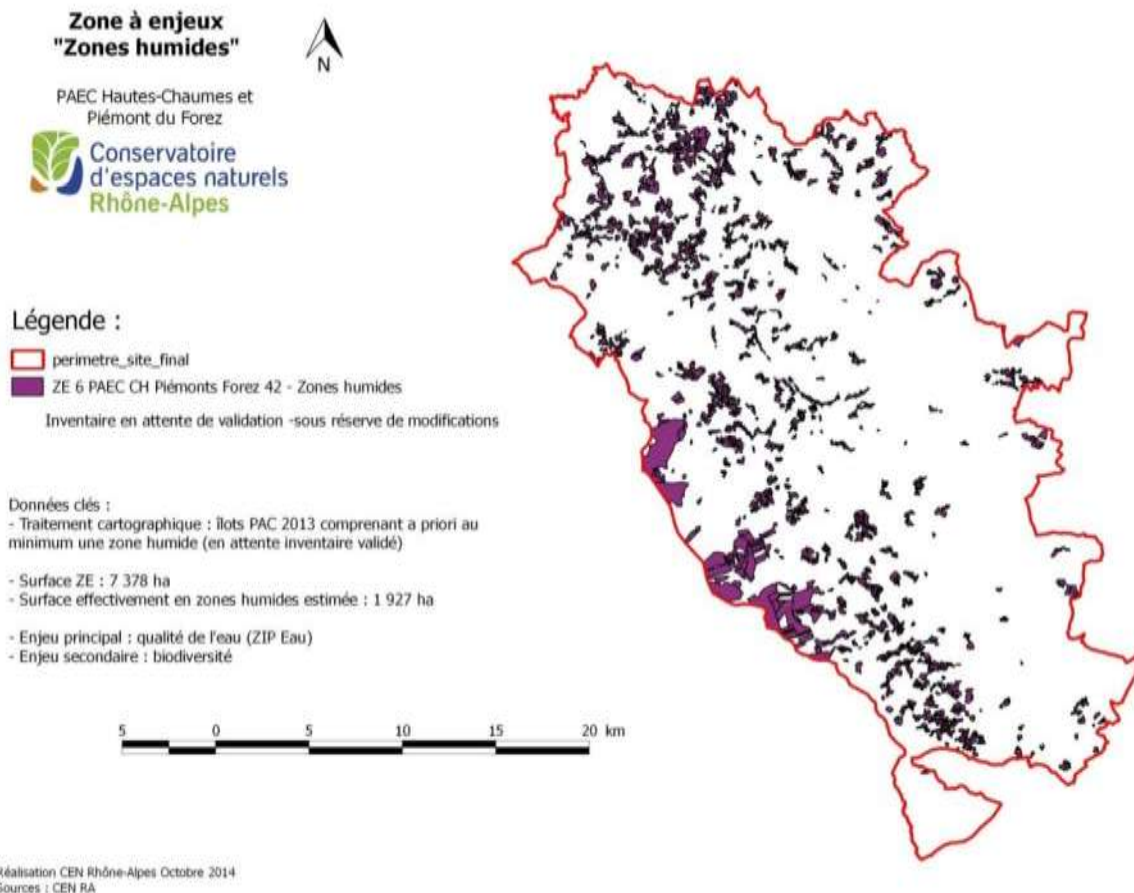 Zone à enjeux
"Zones humides"
N
PAEC Hautes-Chaumes et
Piémont du Forez
Conservatoire
d'espaces naturels
Rhône-Alpes
Légende :
perimetre_site_final
ZE 6 PAEC CH Piémonts Forez 42 - Zones humides
Inventaire en attente de validation -sous réserve de modifications
Données clés :
- Traitement cartographique : îlots PAC 2013 comprenant a priori au
minimum une zone humide (en attente inventaire validé)
- Surface ZE : 7 378 ha
- Surface effectivement en zones humides estimée : 1 927 ha
- Enjeu principal : qualité de l'eau (ZIP Eau)
- Enjeu secondaire : biodiversité
5 0 5 10 15 20 km
Réalisation CEN Rhône-Alpes Octobre 2014
Sources : CEN RA